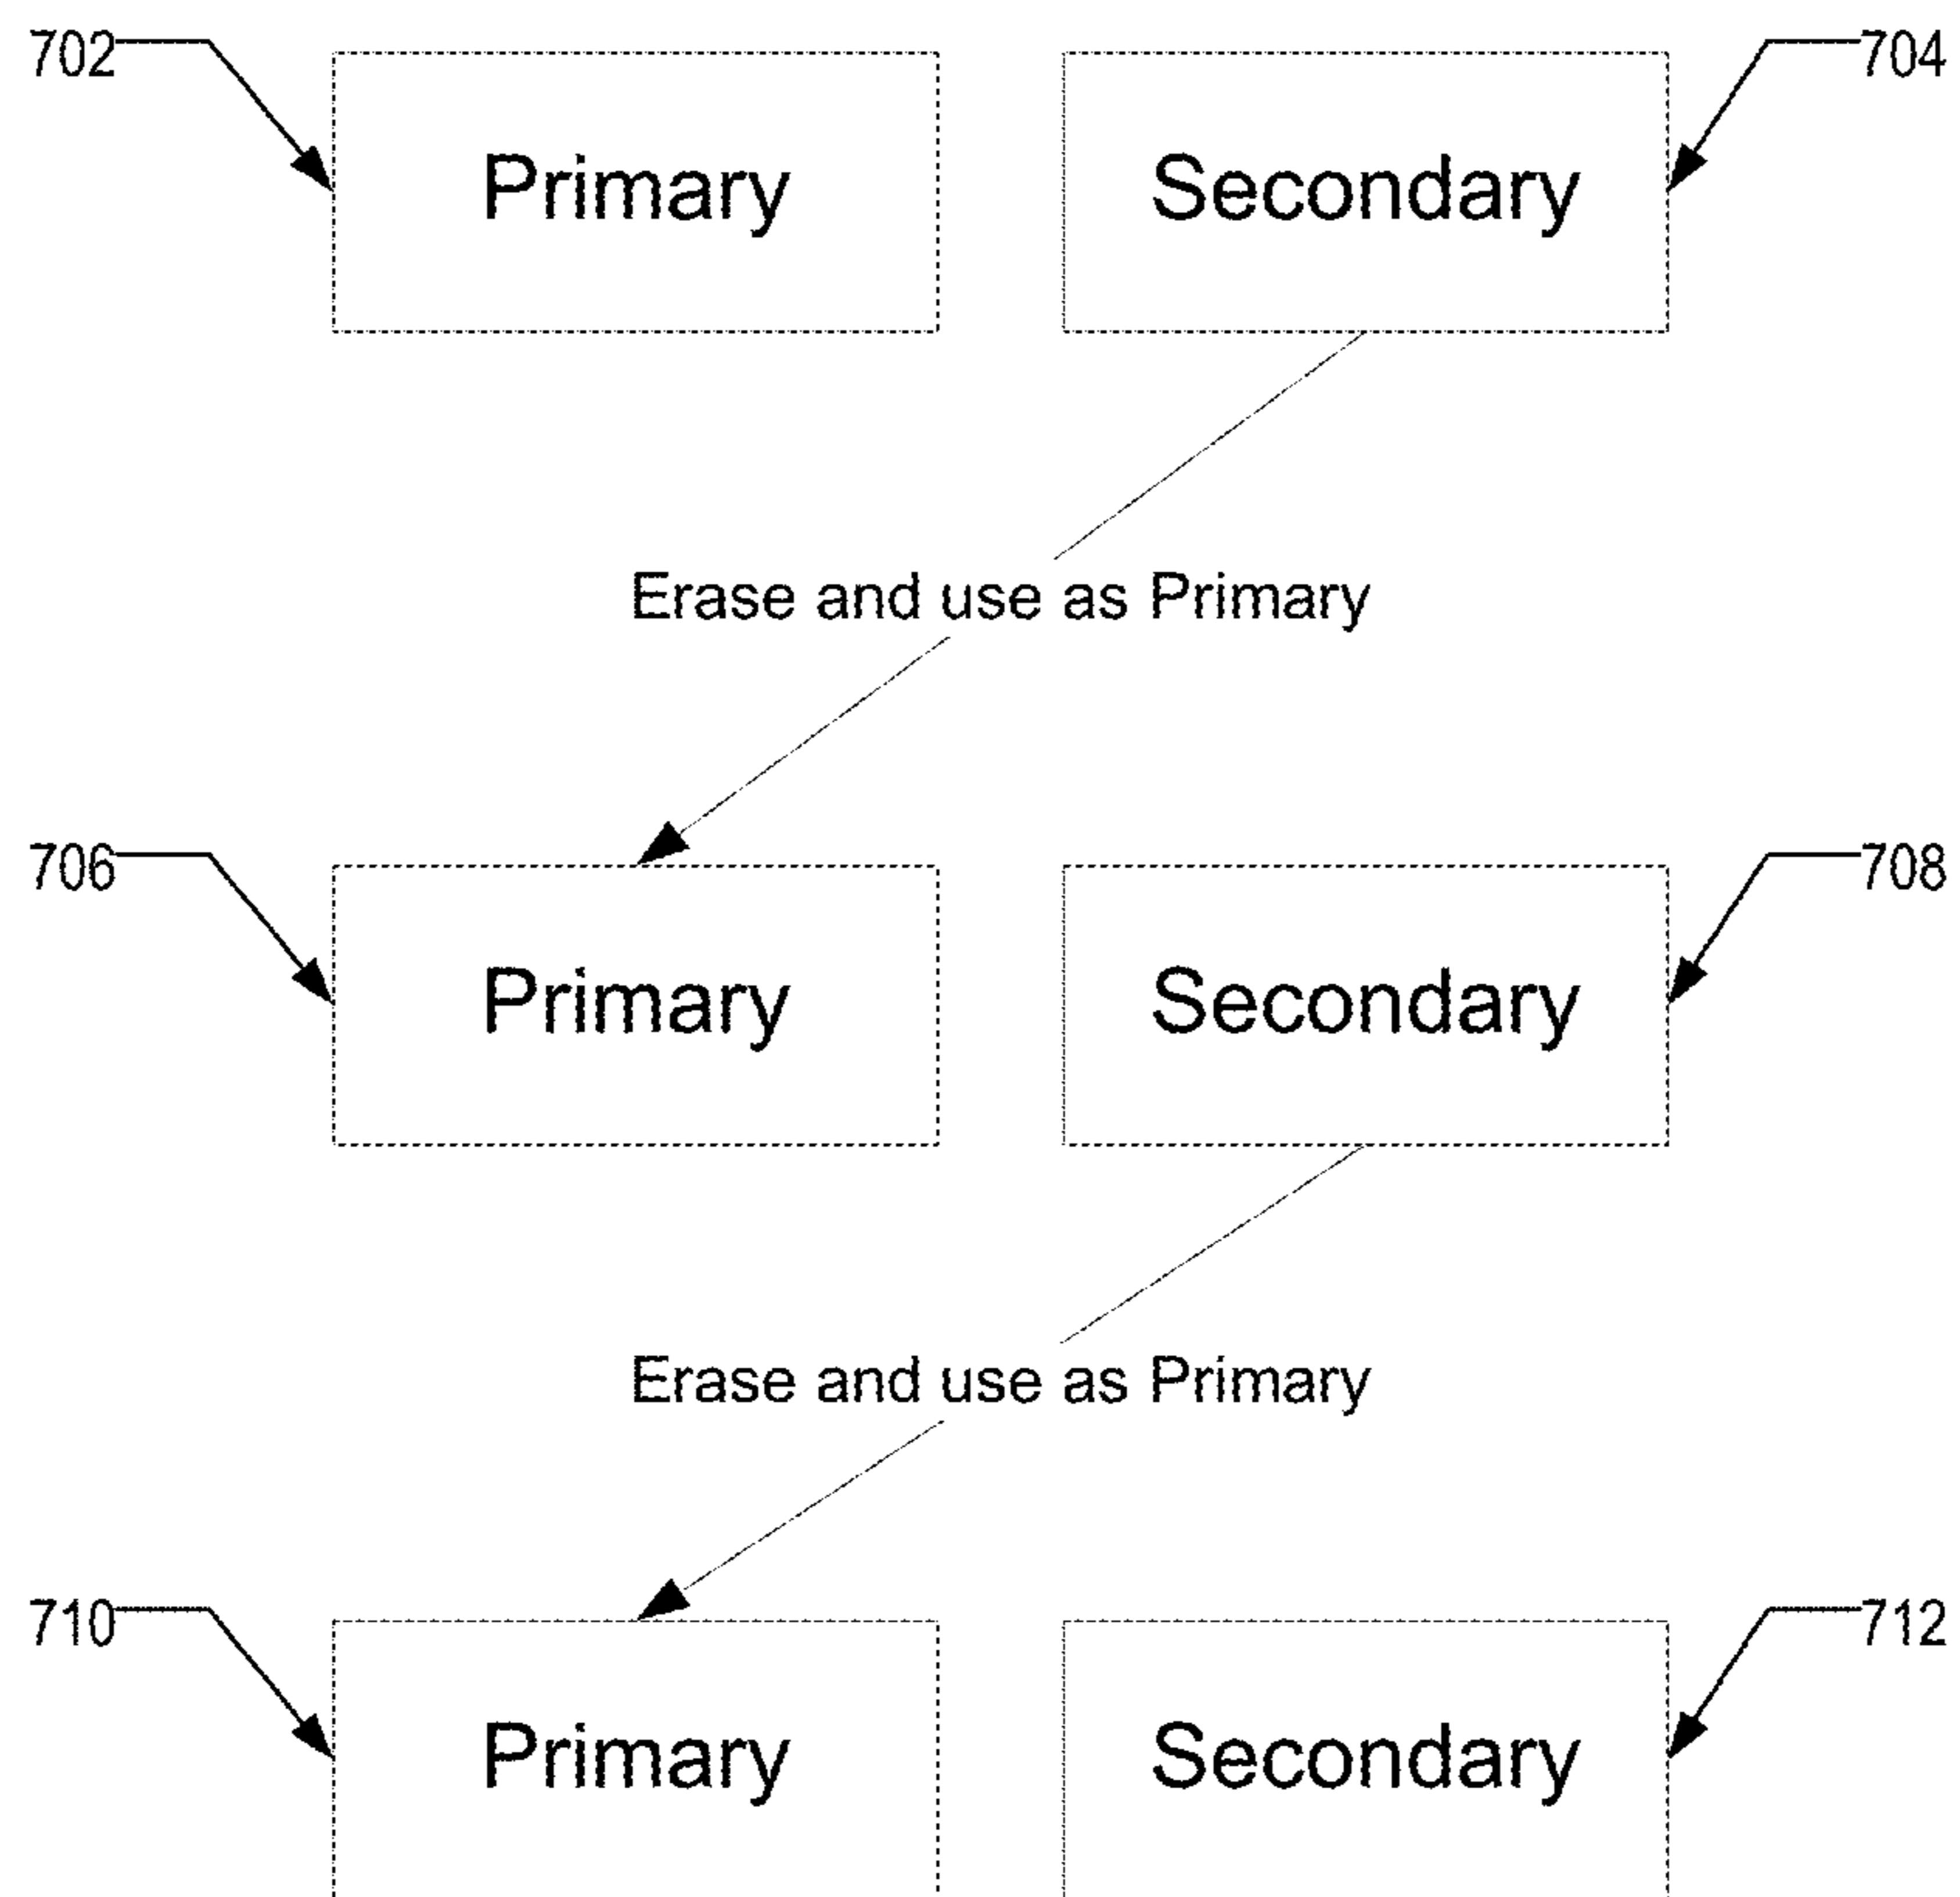 702 704
Primary Secondary
Erase and use as Primary
706 708
Primary Secondary
Erase and use as Primary
710 712
Primary Secondary